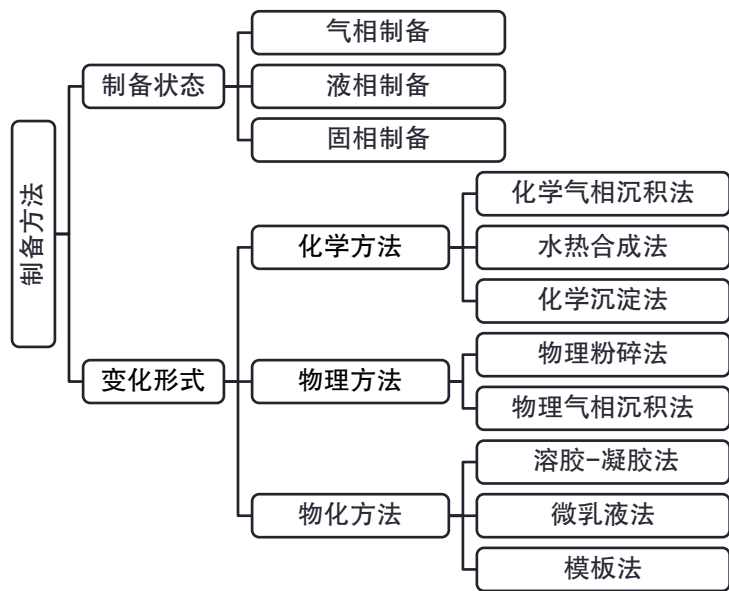 制备方法
制备状态
气相制备
液相制备
固相制备
变化形式
化学方法
化学气相沉积法
水热合成法
化学沉淀法
物理方法
物理粉碎法
物理气相沉积法
物化方法
溶胶-凝胶法
微乳液法
模板法